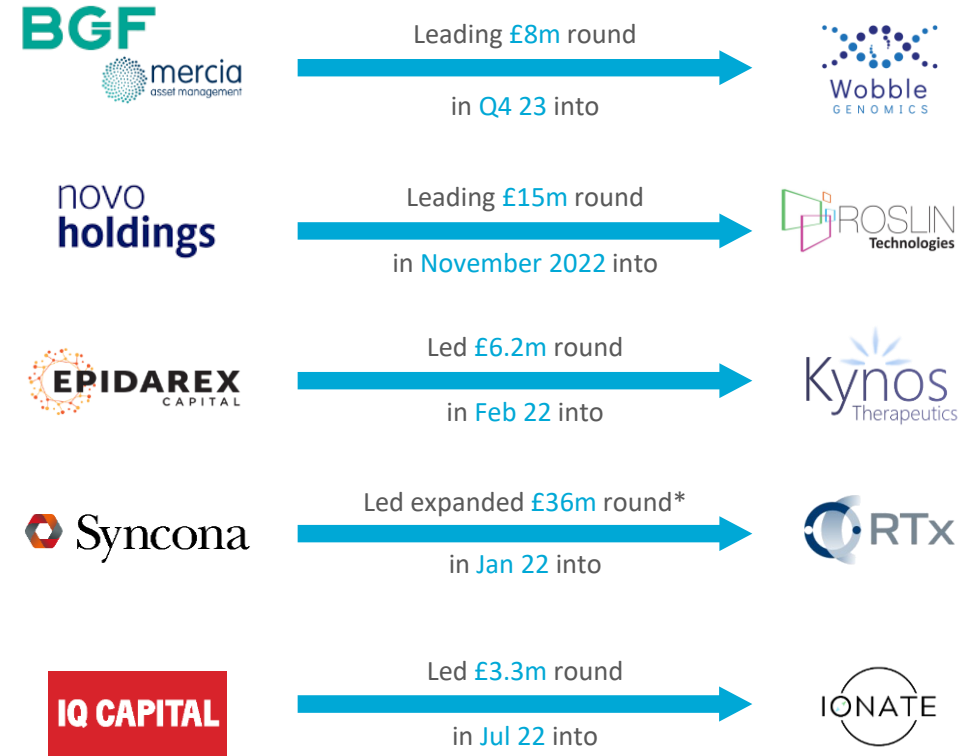 BGF
mercia
asset management
Leading £8m round
in Q4 23 into
Wobble
GENOMICS
novo
holdings
Leading £15m round
in November 2022 into
ROSLIN
Technologies
EPIDAREX
CAPITAL
Led £6.2m round
in Feb 22 into
Kynos
Therapeutics
Syncona
Led expanded £36m round*
in Jan 22 into
RTx
IQ CAPITAL
Led £3.3m round
in Jul 22 into
IONATE